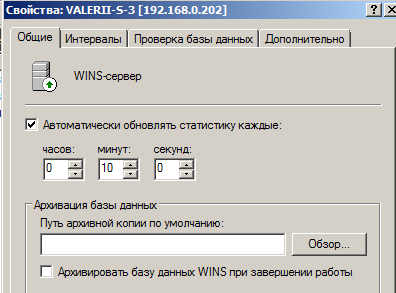 Свойства: VALERII-S-3 [192.168.0.202]
Общие Интервалы Проверка базы данных Дополнительно
WINS-сервер
Автоматически обновлять статистику каждые:
часов: минут: секунд:
0 10 0
Архивация базы данных
Путь архивной копии по умолчанию:
Обзор...
Архивировать базу данных WINS при завершении работы